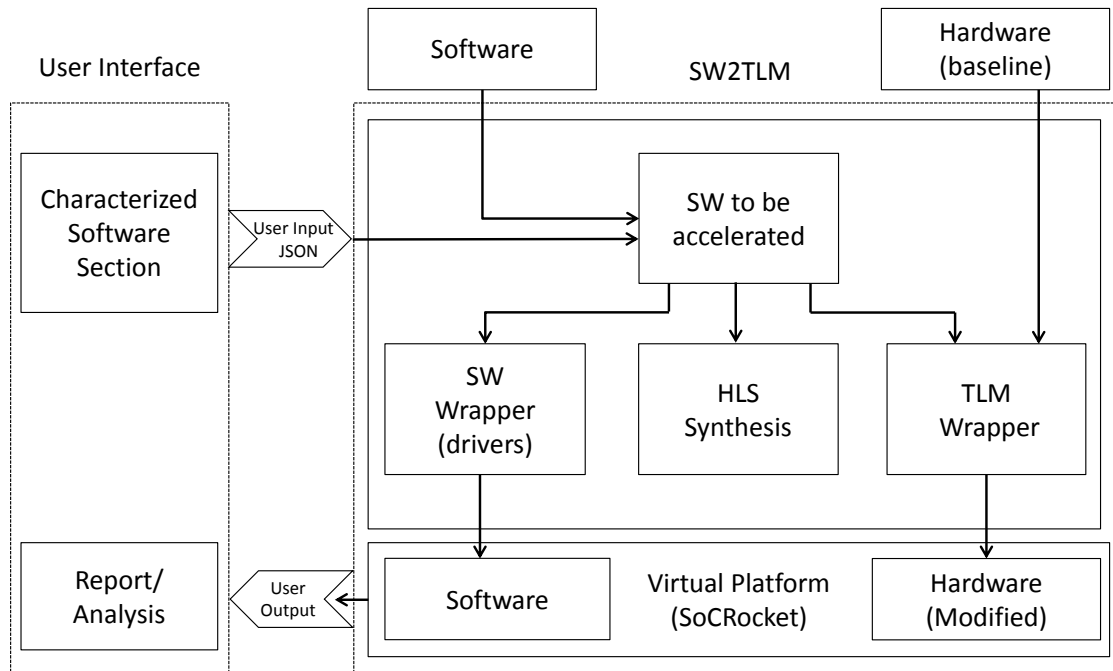 Software
Hardware
(baseline)
User Interface
SW2TLM
Characterized
Software
Section
User Input
JSON
SW to be
accelerated
SW
Wrapper
(drivers)
HLS
Synthesis
TLM
Wrapper
Report/
Analysis
User
Output
Software
Virtual Platform
(SoCRocket)
Hardware
(Modified)